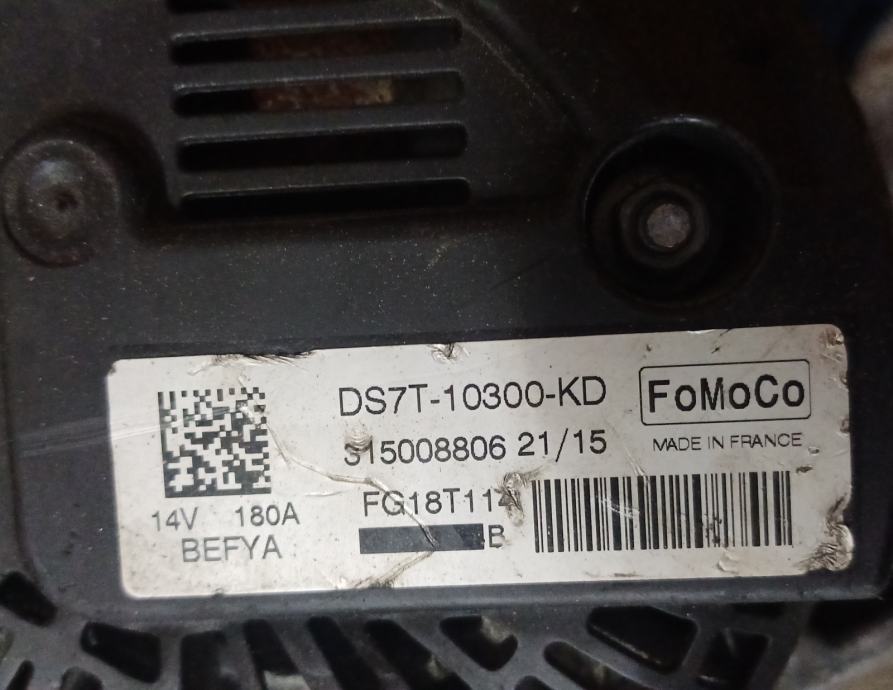 DS7T-10300-KD
FoMoCo
315008806 21/15
MADE IN FRANCE
14V 180A
BEFYA
B